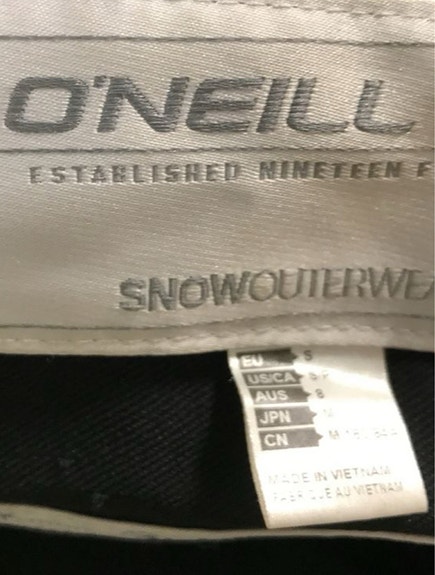 O'NEILL
ESTABLISHED NINETEEN F
SNOWOUTERWEA
EU S
US/CA
AUS
JPN M
CN M
MADE IN VIETNAM
FABRIQUE AU VIETNAM